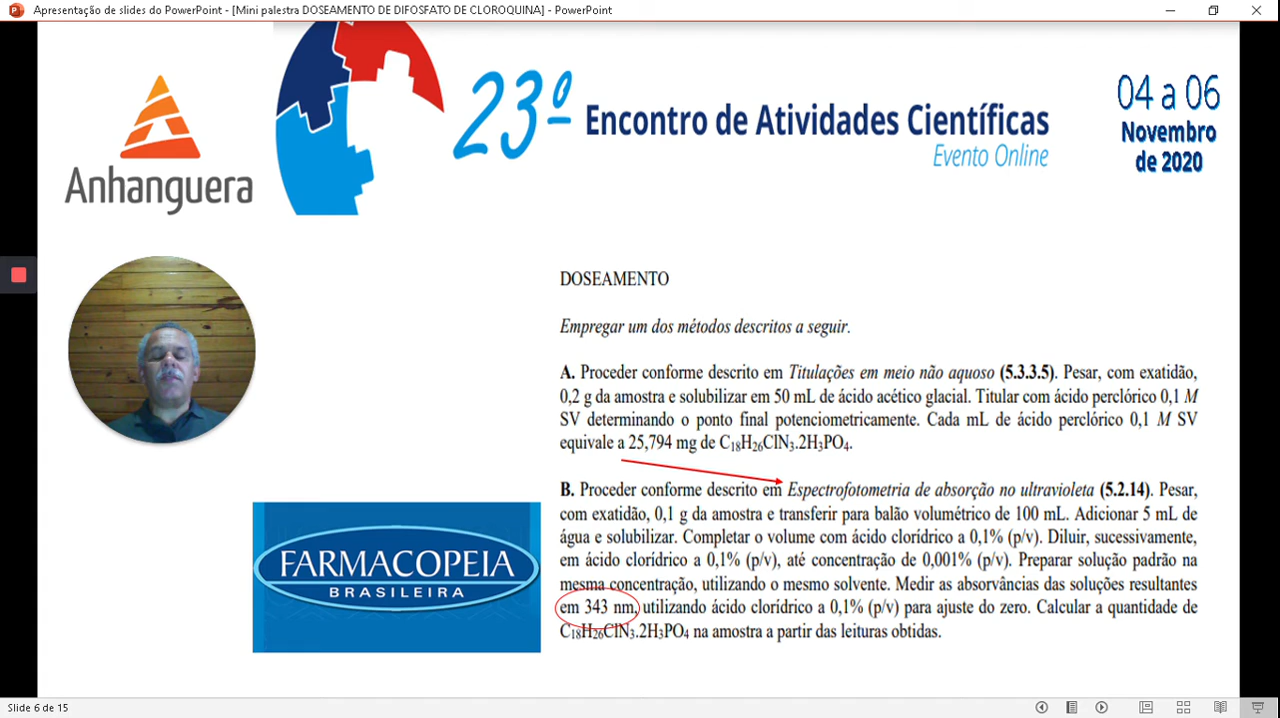 Apresentação de slides do PowerPoint - [Mini palestra DOSEAMENTO DE DIFOSFATO DE CLOROQUINA] - PowerPoint
Anhanguera
23º
Encontro de Atividades Científicas
Evento Online
04 a 06
Novembro
de 2020
DOSEAMENTO
Empregar um dos métodos descritos a seguir.
A. Proceder conforme descrito em Titulações em meio não aquoso (5.3.3.5). Pesar, com exatidão,
0,2 g da amostra e solubilizar em 50 mL de ácido acético glacial. Titular com ácido perclórico 0,1 M
SV determinando o ponto final potenciometricamente. Cada mL de ácido perclórico 0,1 M SV
equivale a 25,794 mg de C₁₈H₂₆ClN₃.2H₃PO₄.
B. Proceder conforme descrito em Espectrofotometria de absorção no ultravioleta (5.2.14). Pesar,
com exatidão, 0,1 g da amostra e transferir para balão volumétrico de 100 mL. Adicionar 5 mL de
água e solubilizar. Completar o volume com ácido clorídrico a 0,1% (p/v). Diluir, sucessivamente,
em ácido clorídrico a 0,1% (p/v), até concentração de 0,001% (p/v). Preparar solução padrão na
mesma concentração, utilizando o mesmo solvente. Medir as absorvâncias das soluções resultantes
em 343 nm, utilizando ácido clorídrico a 0,1% (p/v) para ajuste do zero. Calcular a quantidade de
C₁₈H₂₆ClN₃.2H₃PO₄ na amostra a partir das leituras obtidas.
FARMACOPEIA
BRASILEIRA
Slide 6 de 15